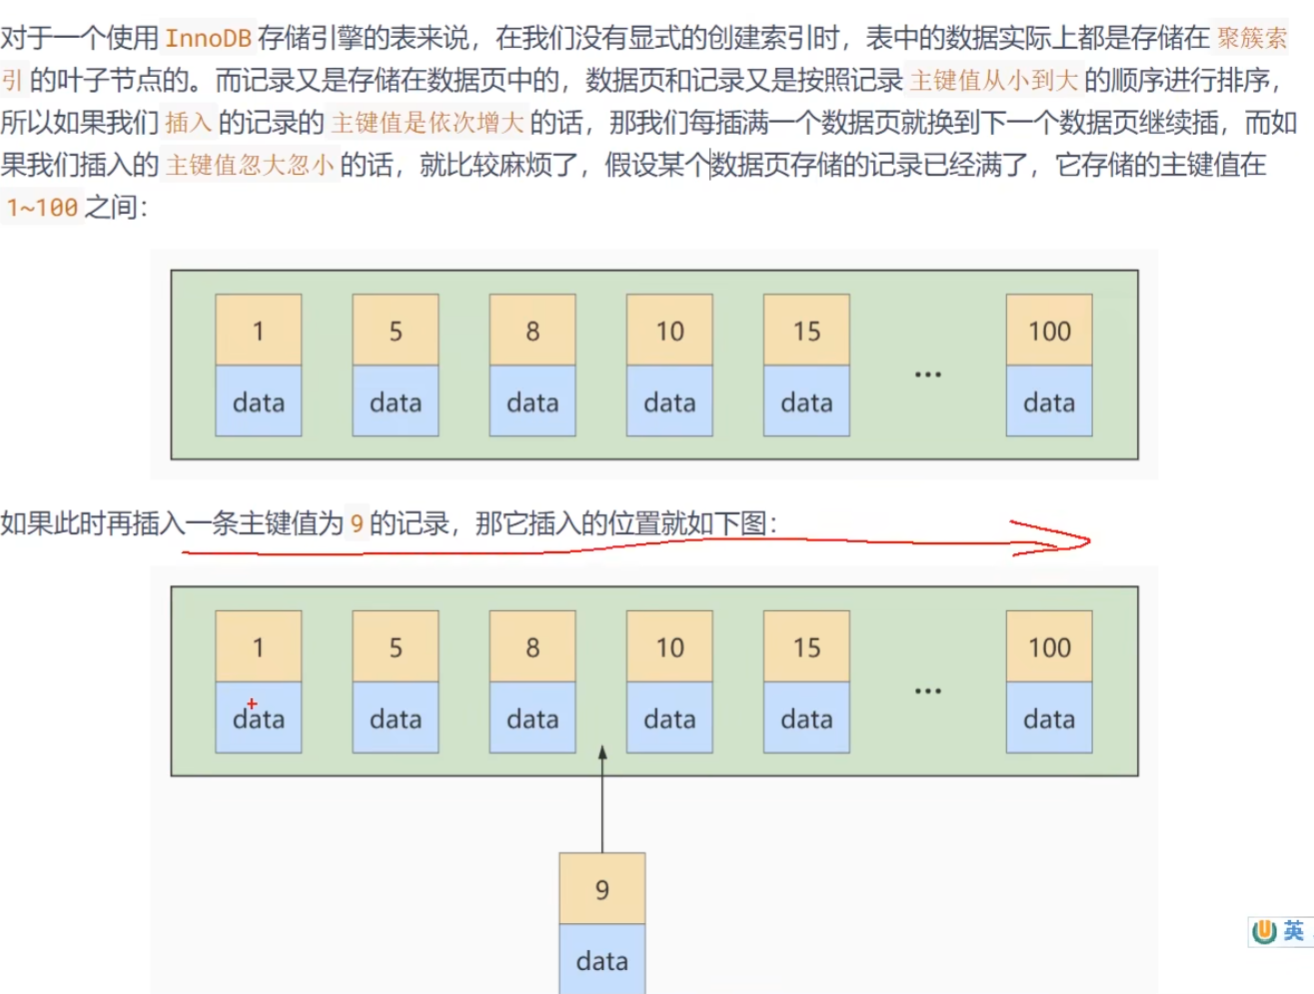 对于一个使用 InnoDB 存储引擎的表来说，在我们没有显式的创建索引时，表中的数据实际上都是存储在 聚簇索
引 的叶子节点的。而记录又是存储在数据页中的，数据页和记录又是按照记录 主键值从小到大 的顺序进行排序，
所以如果我们 插入 的记录的 主键值是依次增大 的话，那我们每插满一个数据页就换到下一个数据页继续插，而如
果我们插入的 主键值忽大忽小 的话，就比较麻烦了，假设某个数据页存储的记录已经满了，它存储的主键值在
1~100 之间：
1 5 8 10 15 100
data data data data data ... data
如果此时再插入一条主键值为 9 的记录，那它插入的位置就如下图：
1 5 8 10 15 100
data data data data data ... data
9
data
英